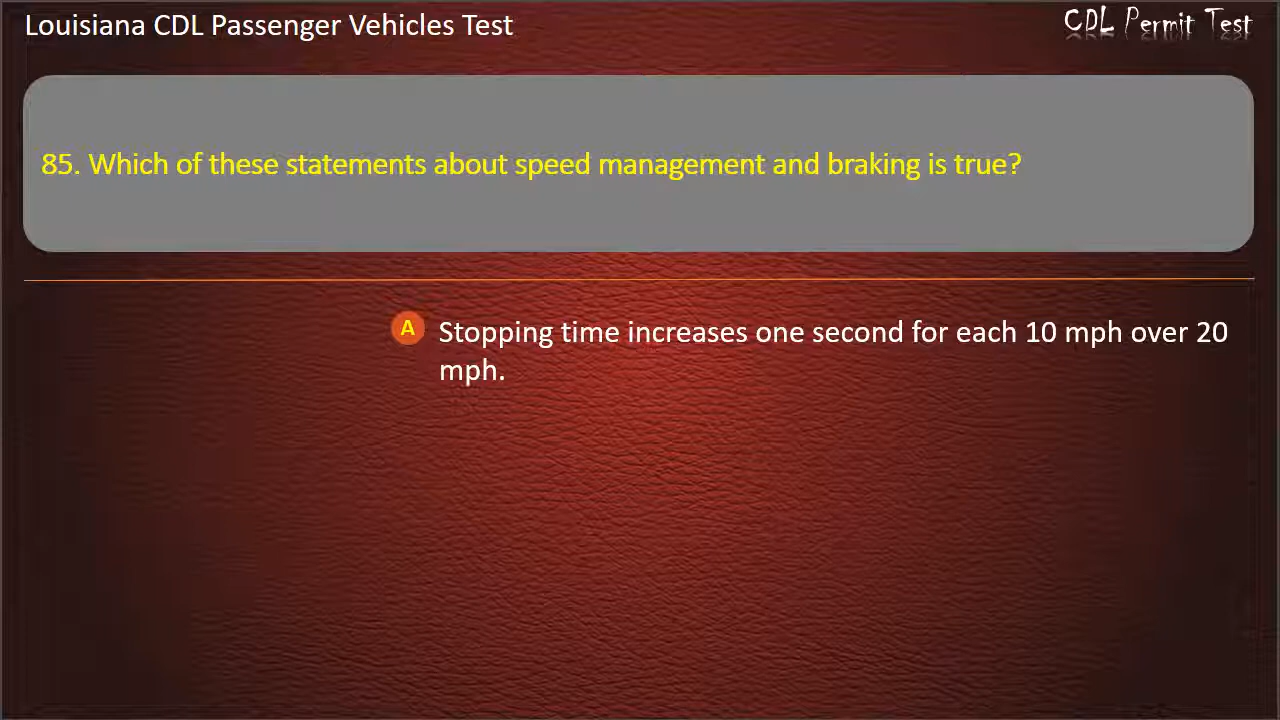 Louisiana CDL Passenger Vehicles Test
CDL Permit Test
85. Which of these statements about speed management and braking is true?
A Stopping time increases one second for each 10 mph over 20
mph.